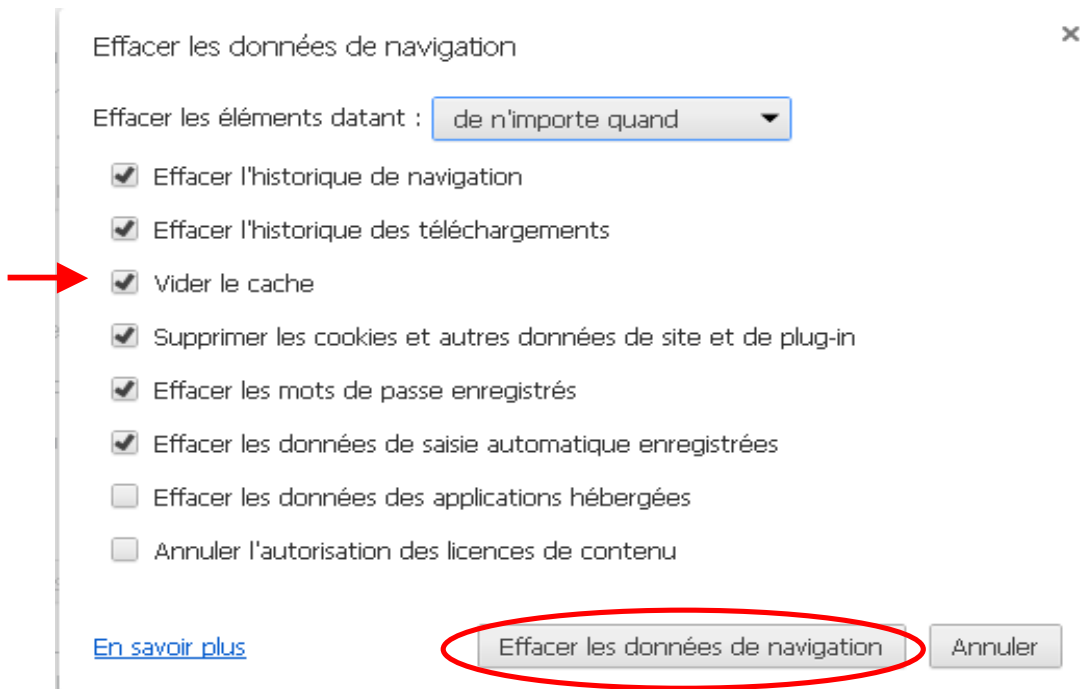 Effacer les données de navigation
Effacer les éléments datant : de n'importe quand
Effacer l'historique de navigation
Effacer l'historique des téléchargements
Vider le cache
Supprimer les cookies et autres données de site et de plug-in
Effacer les mots de passe enregistrés
Effacer les données de saisie automatique enregistrées
Effacer les données des applications hébergées
Annuler l'autorisation des licences de contenu
En savoir plus Effacer les données de navigation Annuler